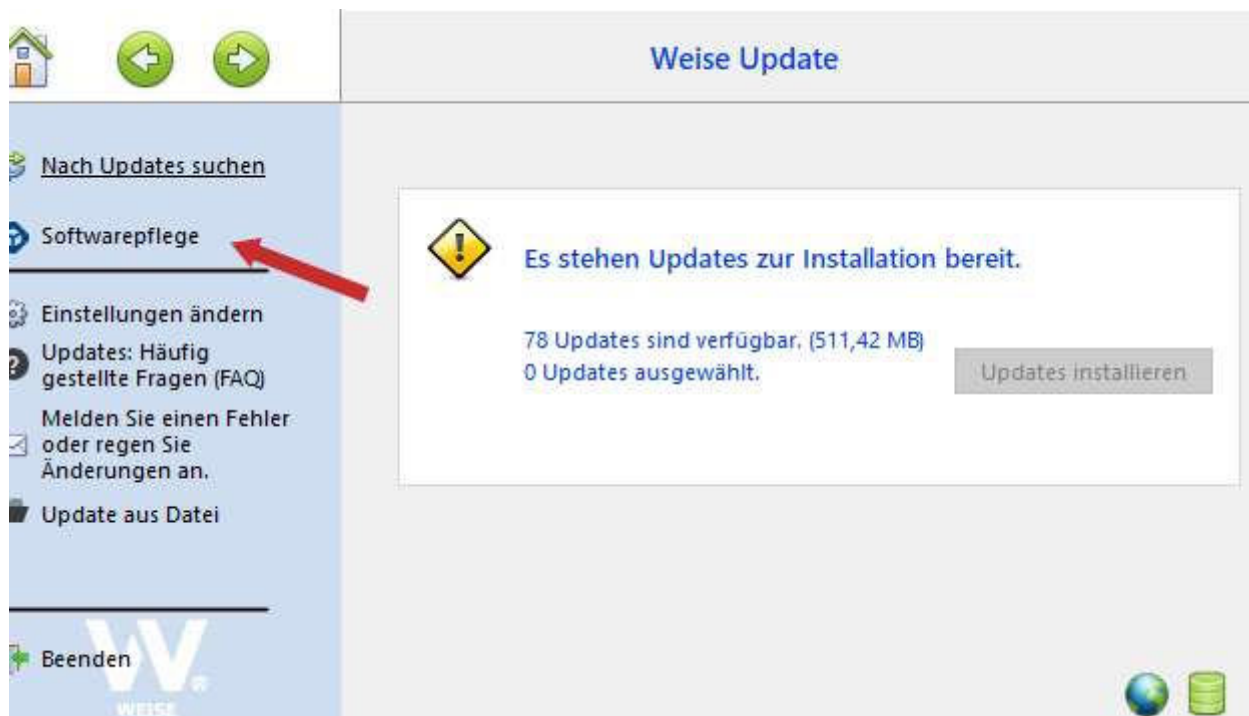 Weise Update
Nach Updates suchen
Softwarepflege
Einstellungen ändern
Updates: Häufig
gestellte Fragen (FAQ)
Melden Sie einen Fehler
oder regen Sie
Änderungen an.
Update aus Datei
Beenden
W.
WEISE
Es stehen Updates zur Installation bereit.
78 Updates sind verfügbar. (511,42 MB)
0 Updates ausgewählt.
Updates installieren